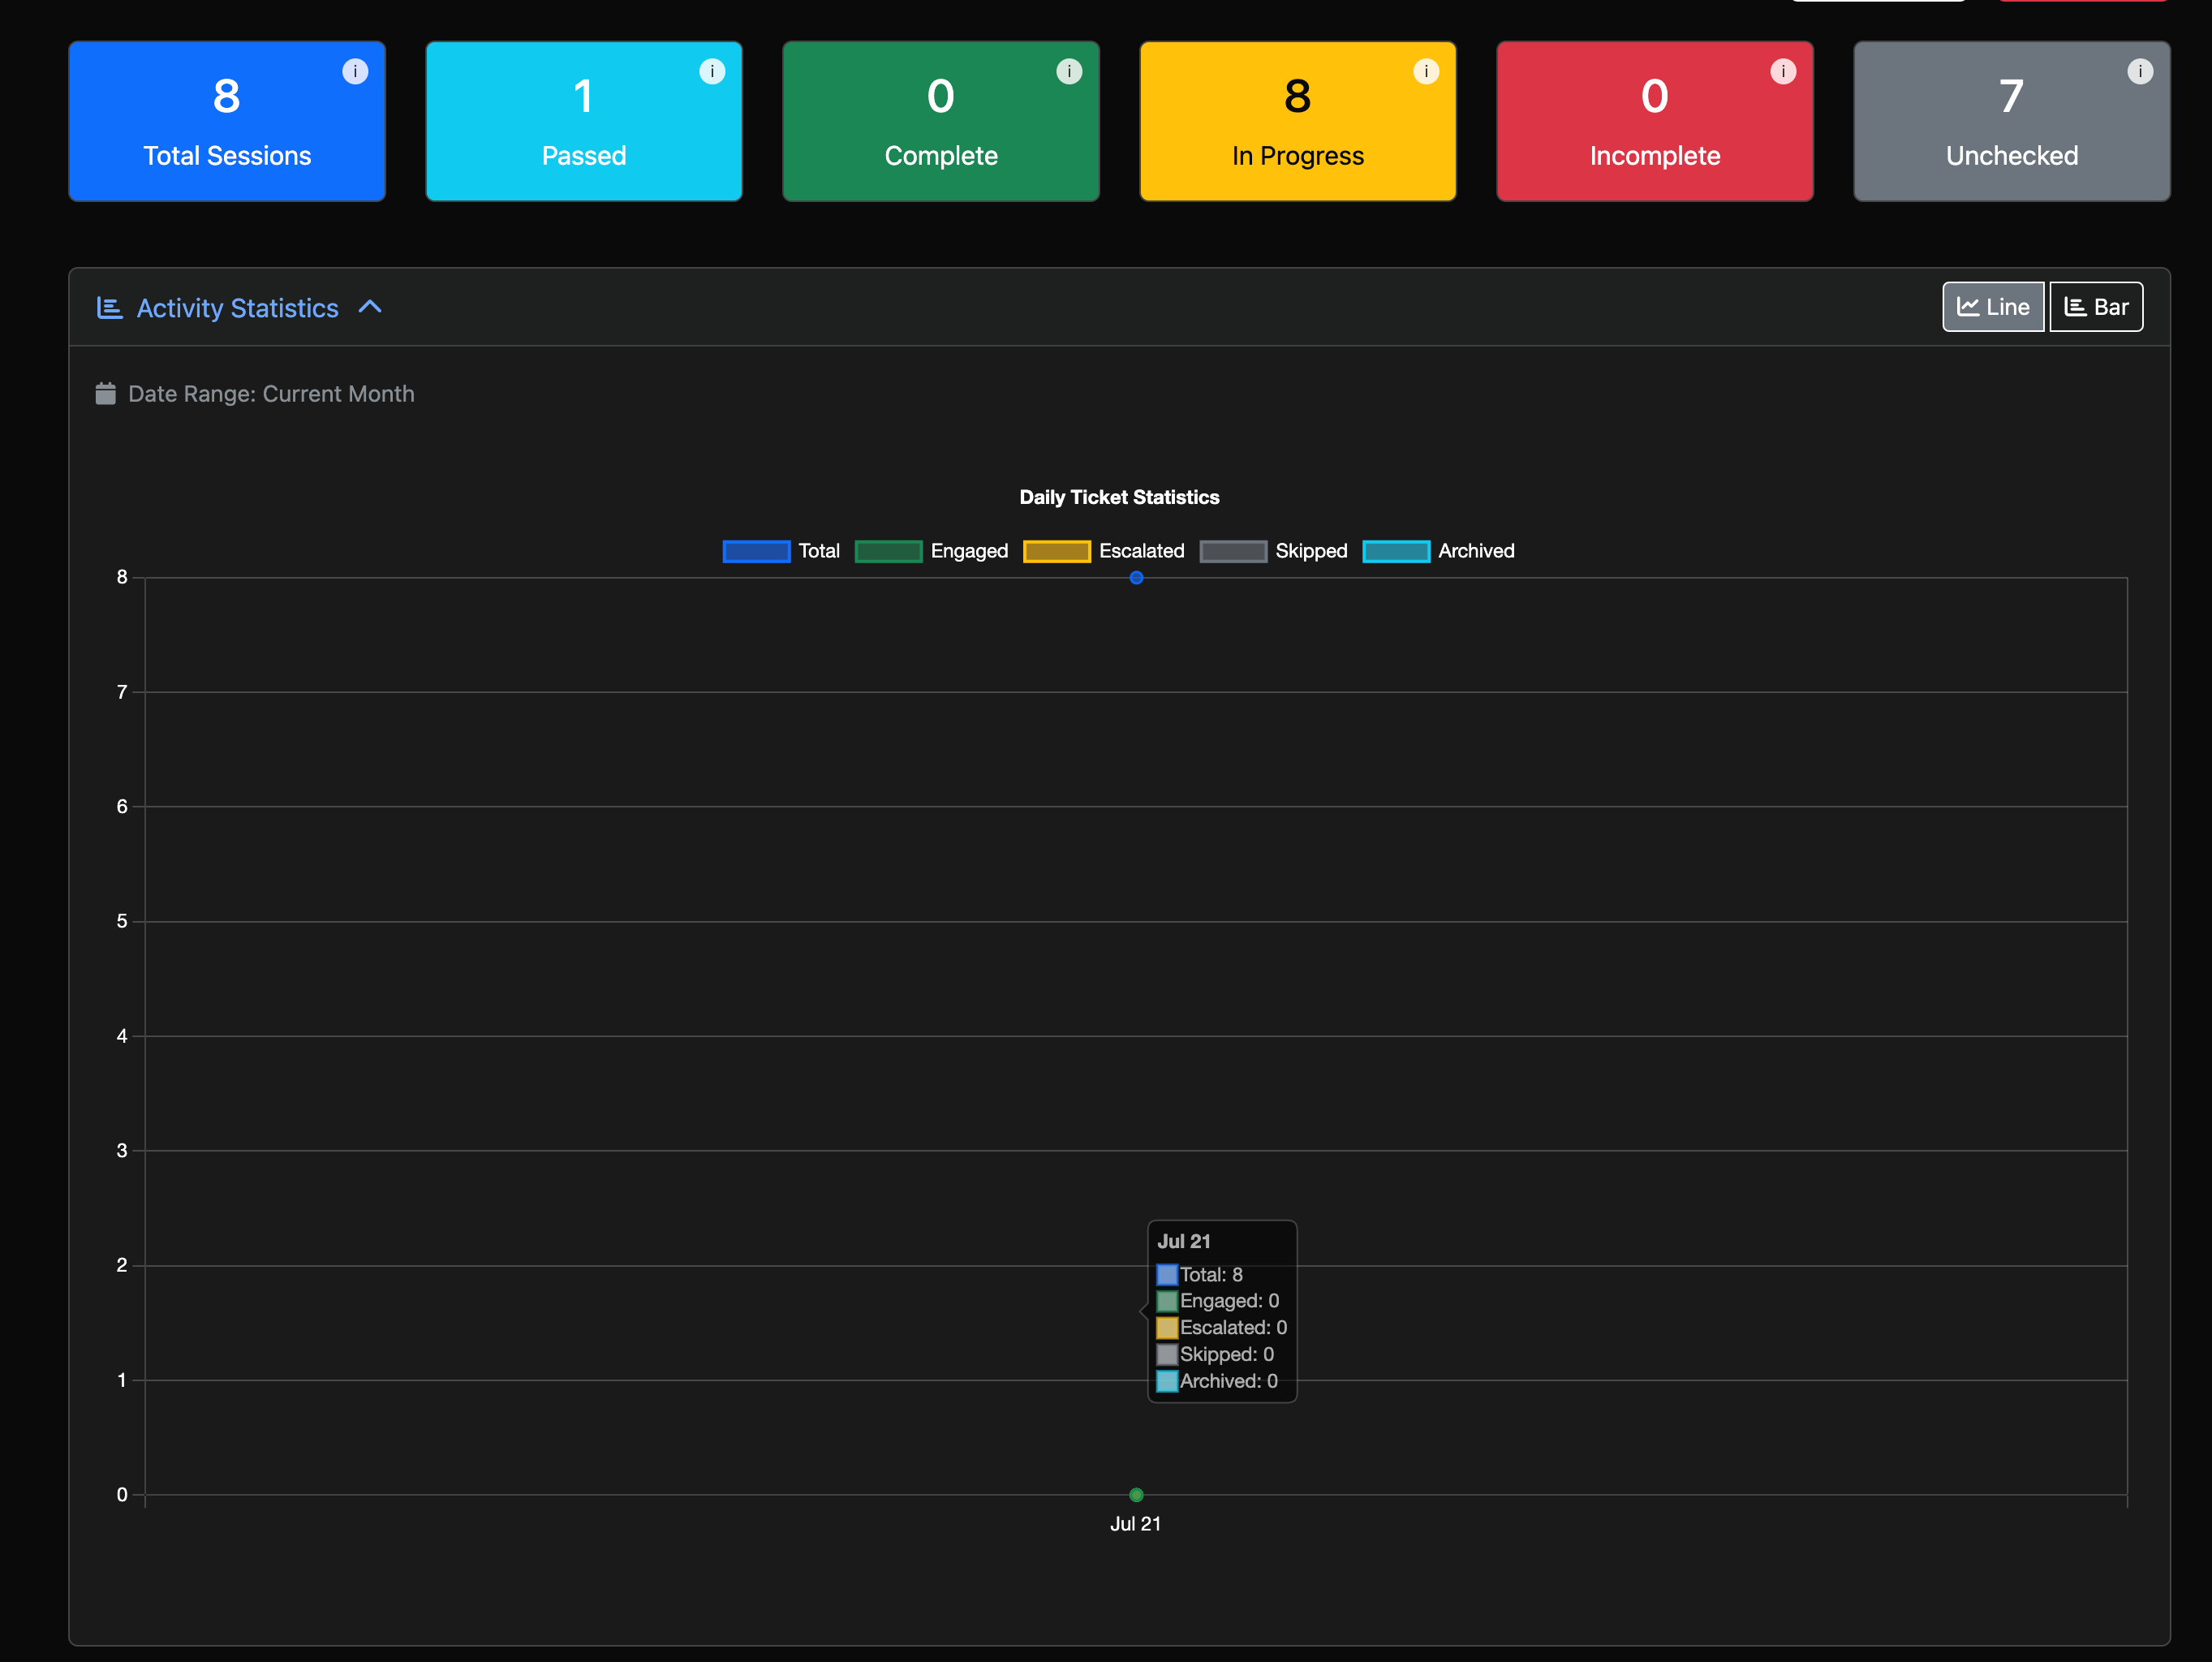 8
Total Sessions
i
1
Passed
i
0
Complete
i
8
In Progress
i
0
Incomplete
i
7
Unchecked
i
Activity Statistics
Line
Bar
Date Range: Current Month
Daily Ticket Statistics
Total Engaged Escalated Skipped Archived
8
7
6
5
4
3
2
1
0
Jul 21
Total: 8
Engaged: 0
Escalated: 0
Skipped: 0
Archived: 0
Jul 21